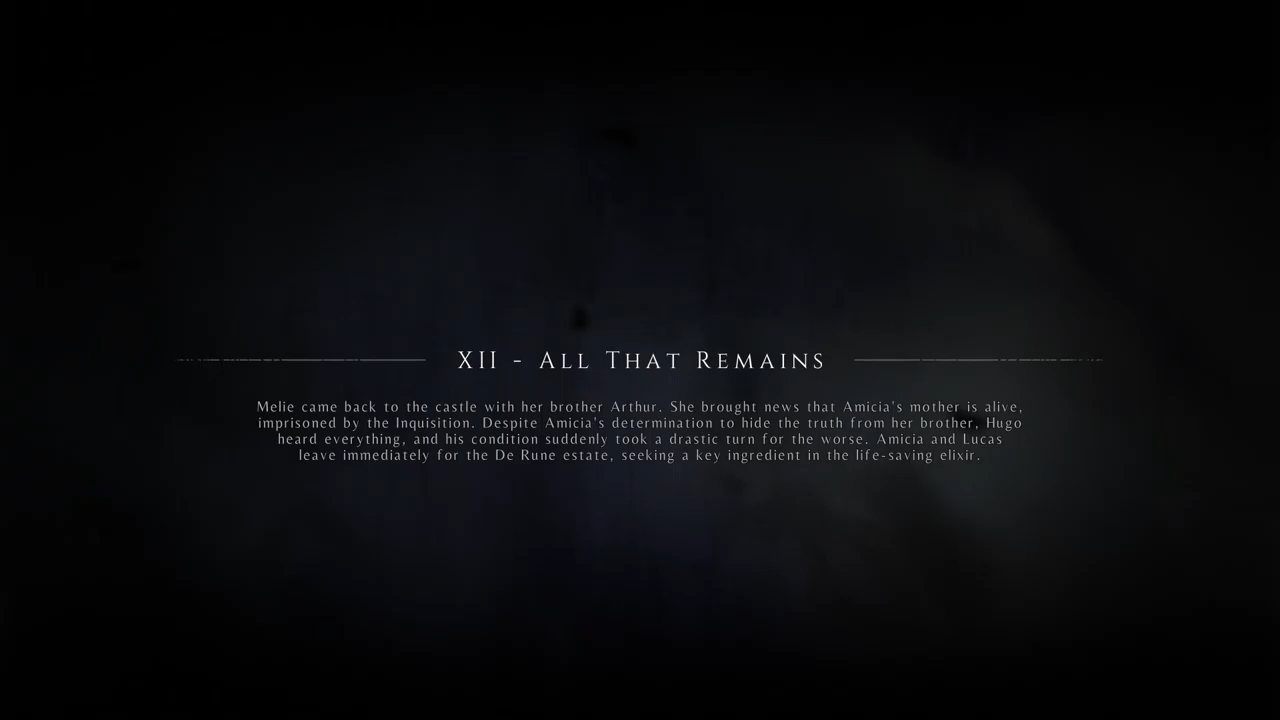 XII - All That Remains
Melie came back to the castle with her brother Arthur. She brought news that Amicia's mother is alive,
imprisoned by the Inquisition. Despite Amicia's determination to hide the truth from her brother, Hugo
heard everything, and his condition suddenly took a drastic turn for the worse. Amicia and Lucas
leave immediately for the De Rune estate, seeking a key ingredient in the life-saving elixir.